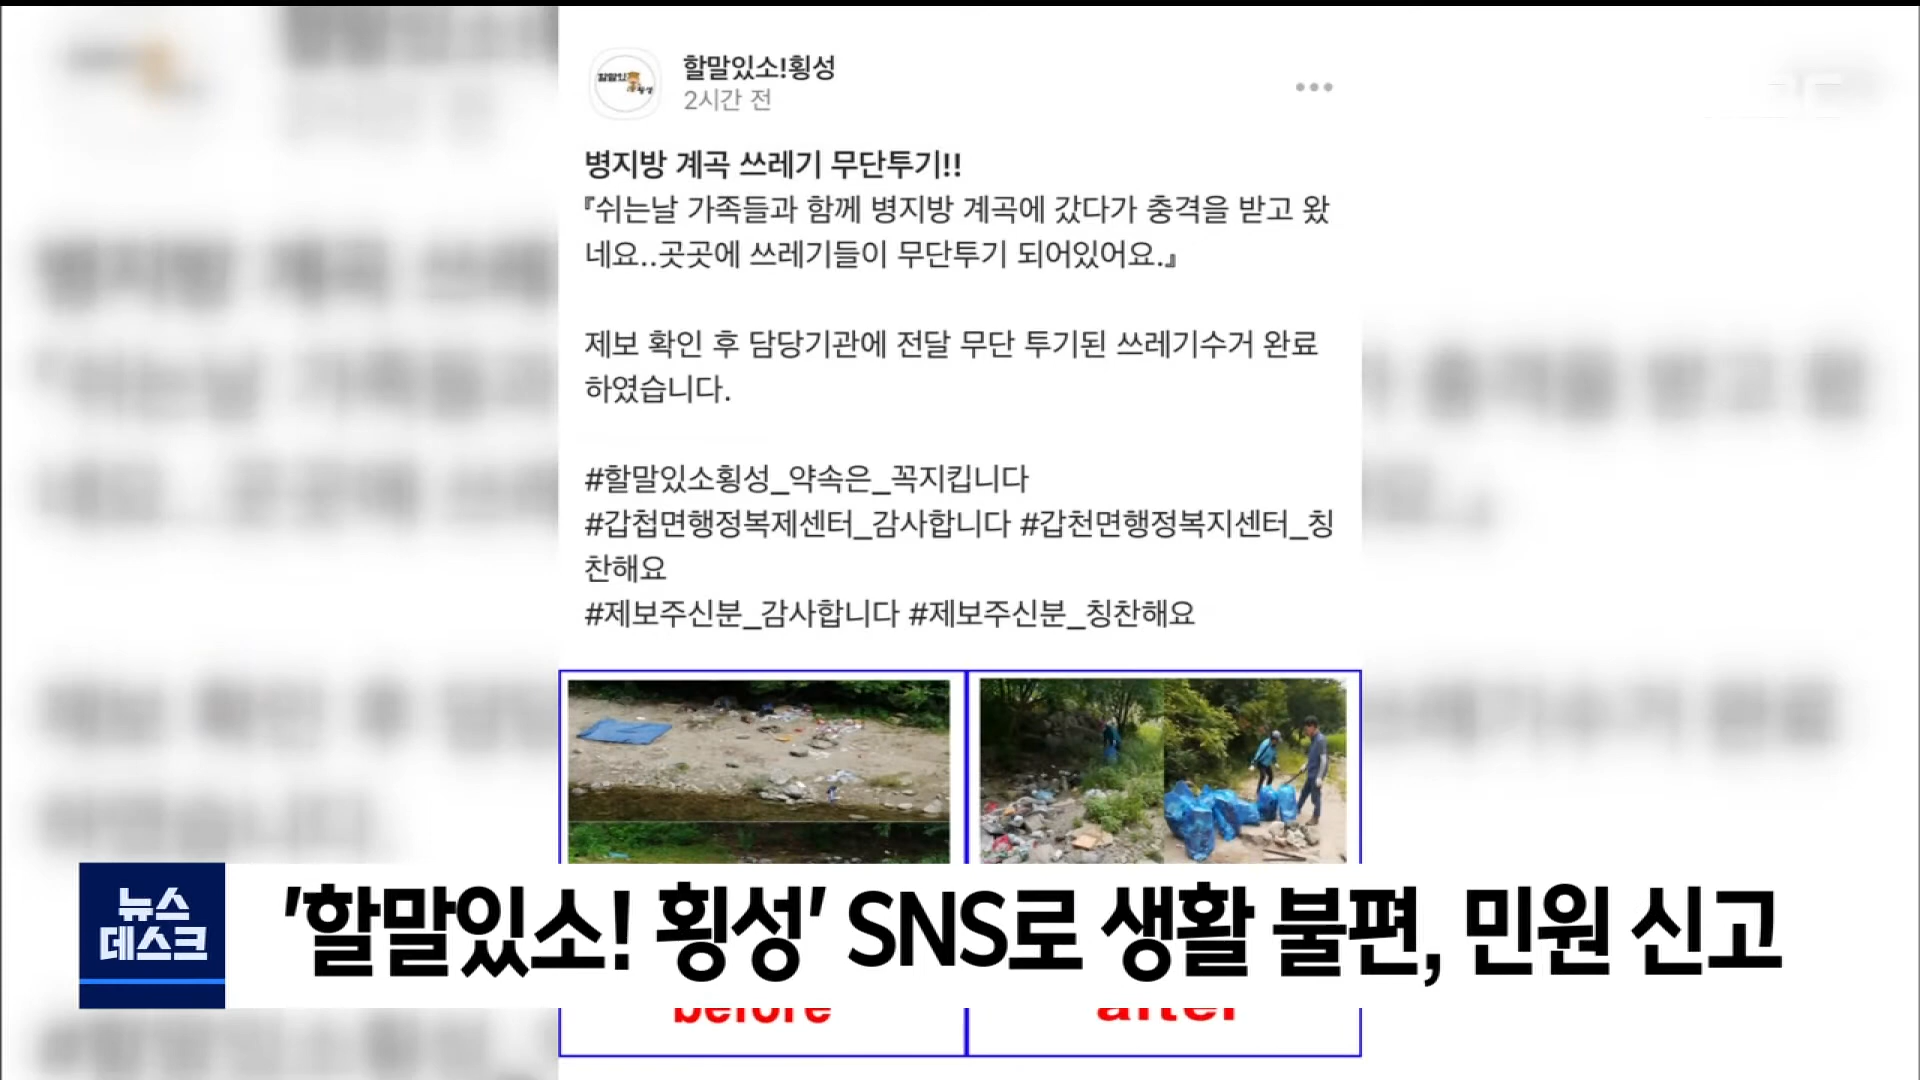 할말있소!횡성
2시간 전
병지방 계곡 쓰레기 무단투기!!
『쉬는날 가족들과 함께 병지방 계곡에 갔다가 충격을 받고 왔
네요..곳곳에 쓰레기들이 무단투기 되어있어요.』
제보 확인 후 담당기관에 전달 무단 투기된 쓰레기수거 완료
하였습니다.
#할말있소횡성_약속은_꼭지킵니다
#갑첩면행정복제센터_감사합니다 #갑천면행정복지센터_칭
찬해요
#제보주신분_감사합니다 #제보주신분_칭찬해요
뉴스
데스크
'할말있소! 횡성' SNS로 생활 불편, 민원 신고
before
after